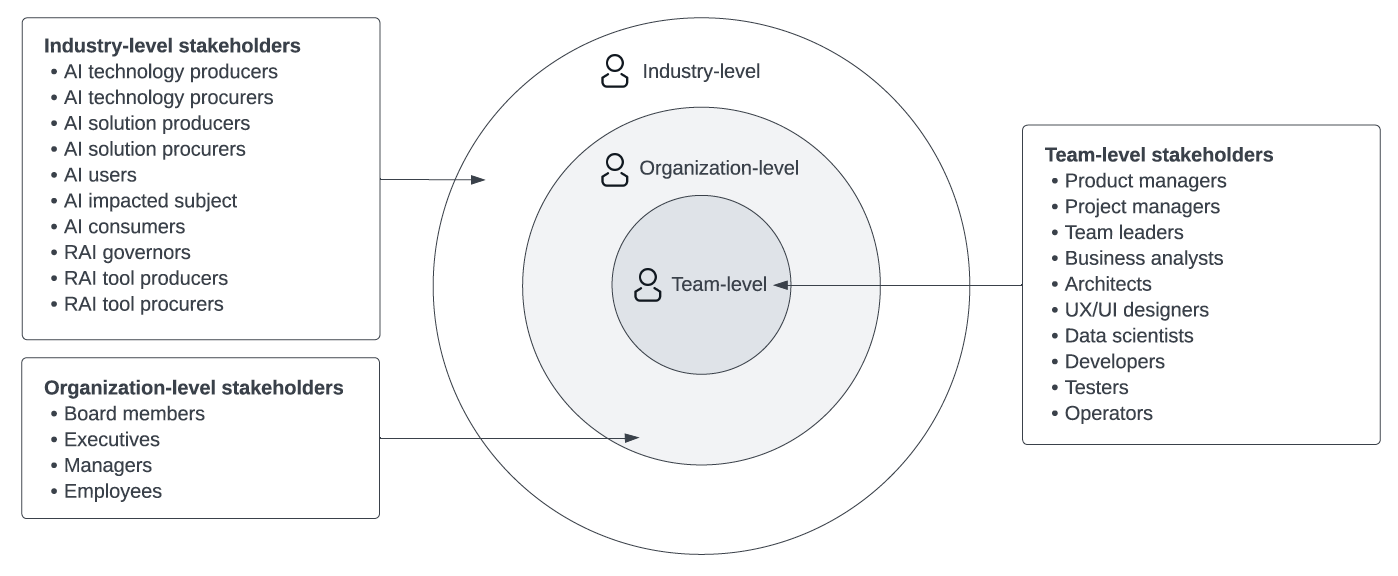 Industry-level stakeholders
• AI technology producers
• AI technology procurers
• AI solution producers
• AI solution procurers
• AI users
• AI impacted subject
• AI consumers
• RAI governors
• RAI tool producers
• RAI tool procurers
Organization-level stakeholders
• Board members
• Executives
• Managers
• Employees
Industry-level
Organization-level
Team-level
Team-level stakeholders
• Product managers
• Project managers
• Team leaders
• Business analysts
• Architects
• UX/UI designers
• Data scientists
• Developers
• Testers
• Operators